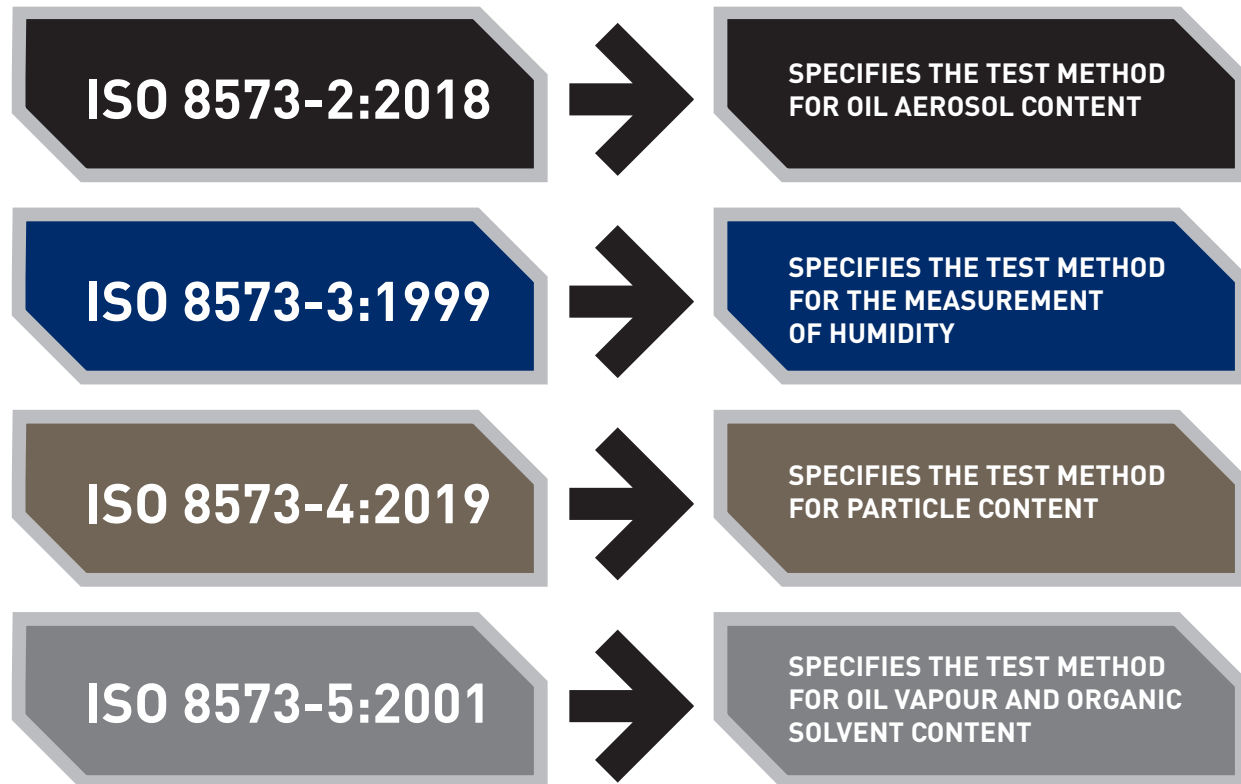 ISO 8573-2:2018
SPECIFIES THE TEST METHOD
FOR OIL AEROSOL CONTENT
ISO 8573-3:1999
SPECIFIES THE TEST METHOD
FOR THE MEASUREMENT
OF HUMIDITY
ISO 8573-4:2019
SPECIFIES THE TEST METHOD
FOR PARTICLE CONTENT
ISO 8573-5:2001
SPECIFIES THE TEST METHOD
FOR OIL VAPOUR AND ORGANIC
SOLVENT CONTENT